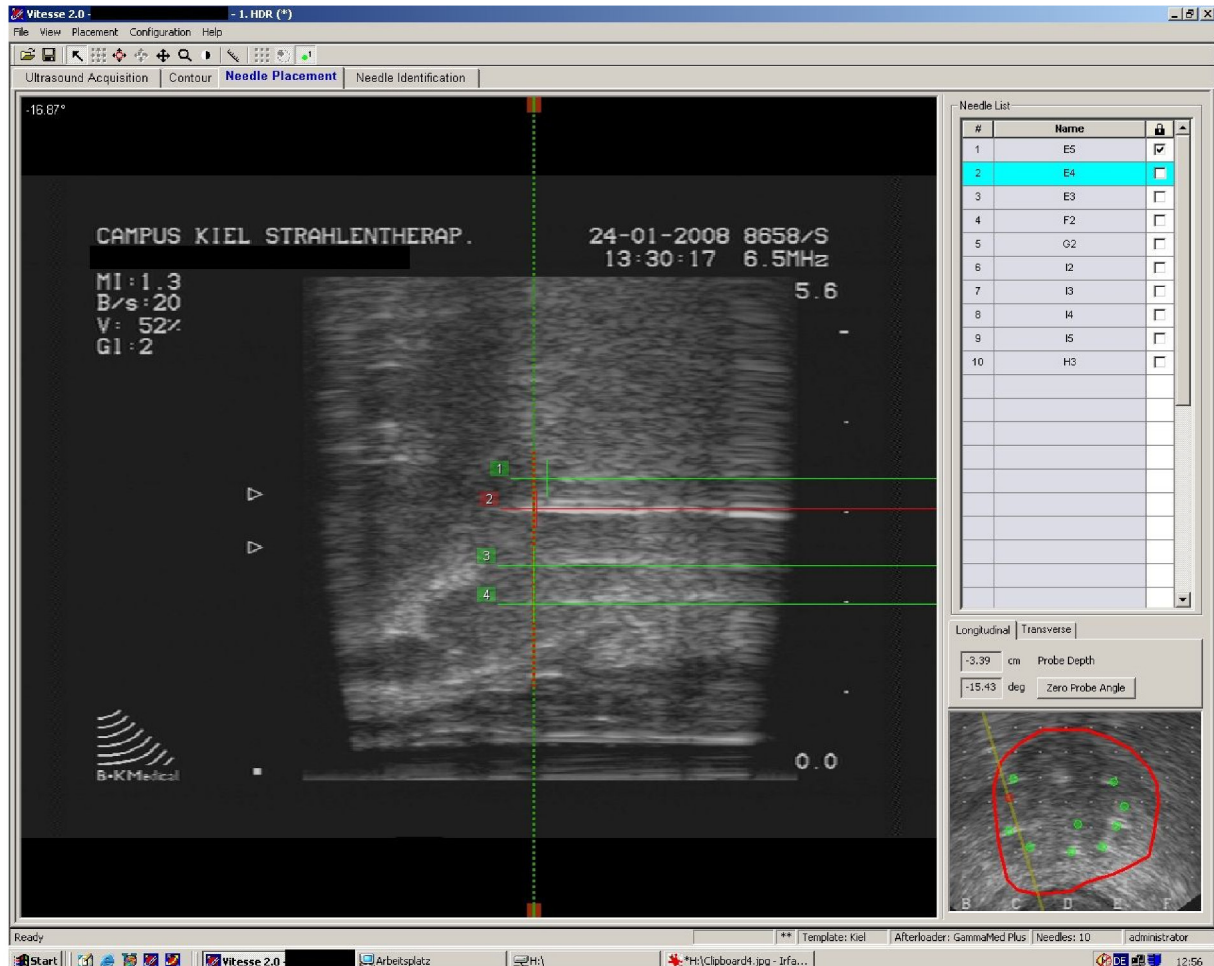 Vitesse 2.0 - - 1. HDR (*)
File View Placement Configuration Help
Ultrasound Acquisition Contour Needle Placement Needle Identification
-16.87°
CAMPUS KIEL STRAHLENTHERAP. 24-01-2008 8658/S
13:30:17 6.5MHz
MI:1.3
B/s:20
V: 52%
Gl:2
5.6
1
2
3
4
0.0
B-K Medical
Needle List
# Name
1 E5
2 E4
3 E3
4 F2
5 G2
6 I2
7 I3
8 I4
9 I5
10 H3
Longitudinal Transverse
-3.39 cm Probe Depth
-15.43 deg Zero Probe Angle
B C D E F
Ready ** Template: Kiel Afterloader: GammaMed Plus Needles: 10 administrator
Start Vitesse 2.0 - Arbeitsplatz H:\ *H:\Clipboard4.jpg - Irfa... DE 12:56